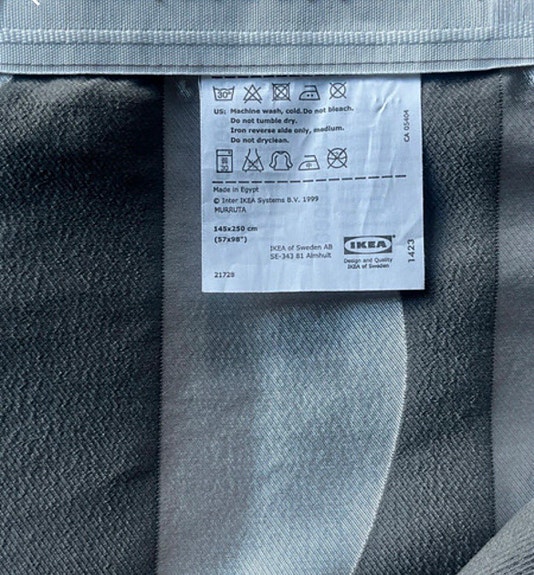 30°
US: Machine wash, cold. Do not bleach.
Do not tumble dry.
Iron reverse side only, medium.
Do not dryclean.
CA 05404
30
Made in Egypt
© Inter IKEA Systems B.V. 1999
MURRUTA
145x250 cm
(57x98")
IKEA of Sweden AB
SE-343 81 Älmhult
IKEA
Design and Quality
IKEA of Sweden
1423
21728